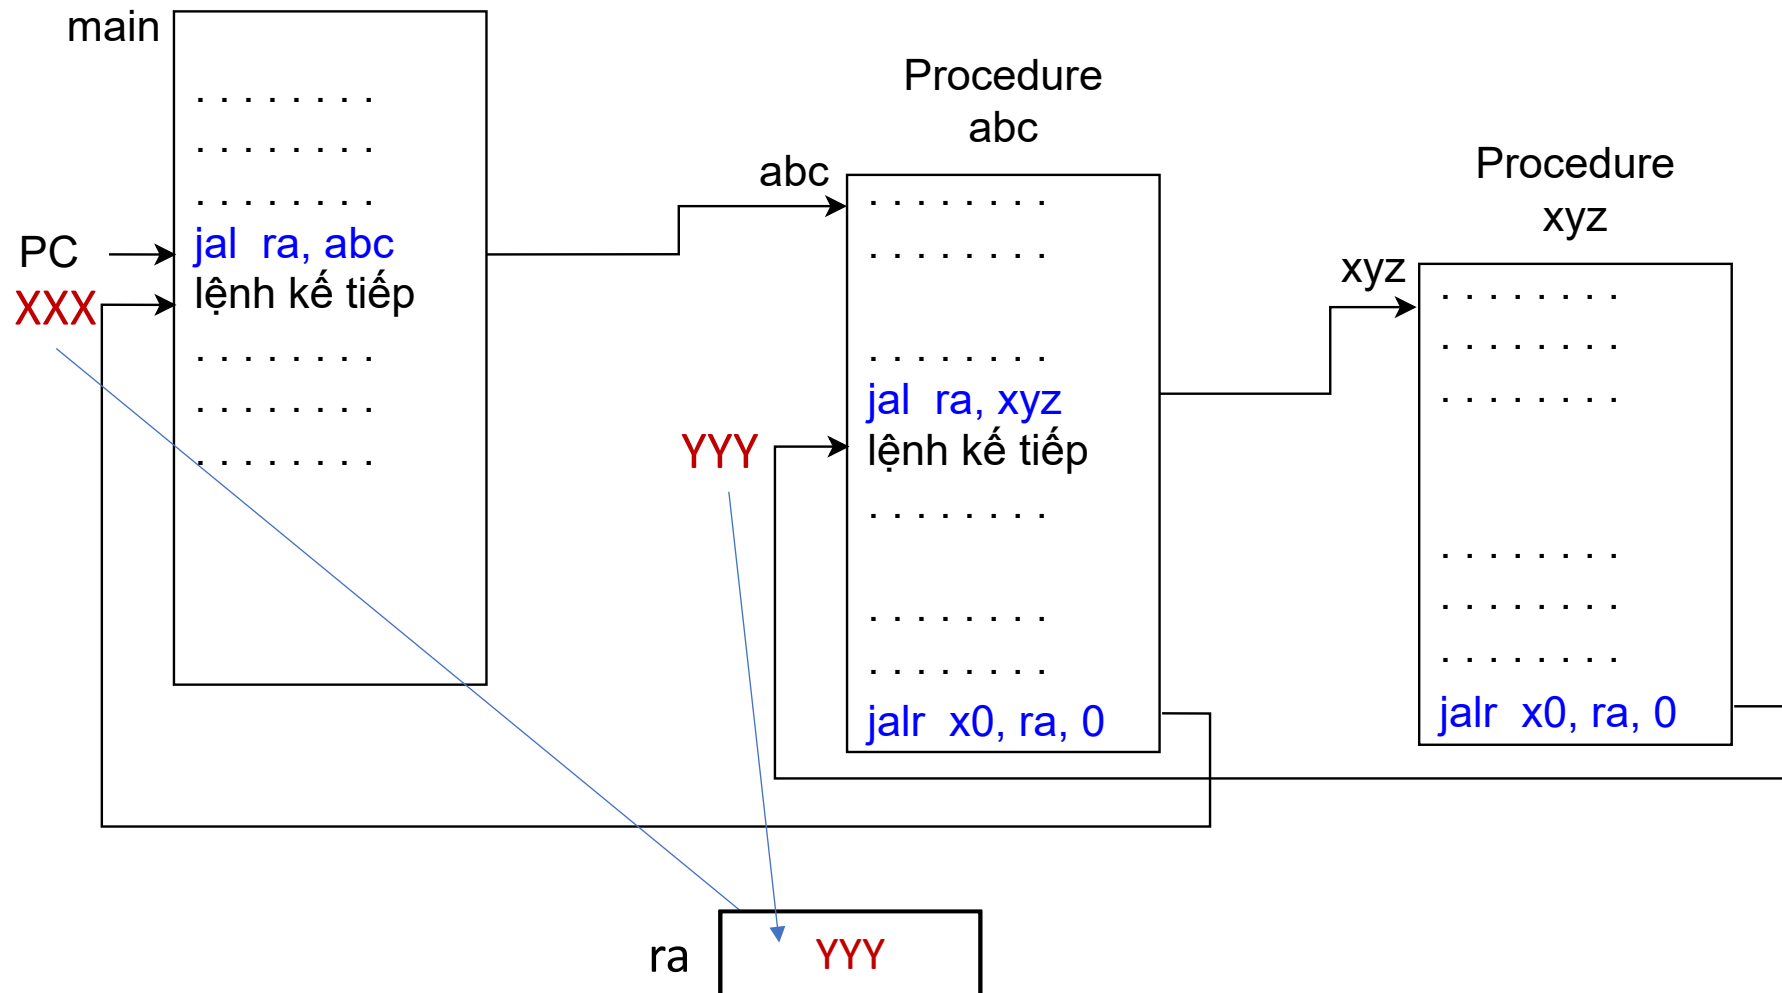 main
. . . . . . . .
. . . . . . . .
. . . . . . . .
PC
jal ra, abc
XXX
lệnh kế tiếp
. . . . . . . .
. . . . . . . .
. . . . . . . .
Procedure
abc
abc
. . . . . . . .
. . . . . . . .
. . . . . . . .
jal ra, xyz
YYY
lệnh kế tiếp
. . . . . . . .
. . . . . . . .
. . . . . . . .
jalr x0, ra, 0
Procedure
xyz
xyz
. . . . . . . .
. . . . . . . .
. . . . . . . .
. . . . . . . .
. . . . . . . .
. . . . . . . .
jalr x0, ra, 0
ra
YYY